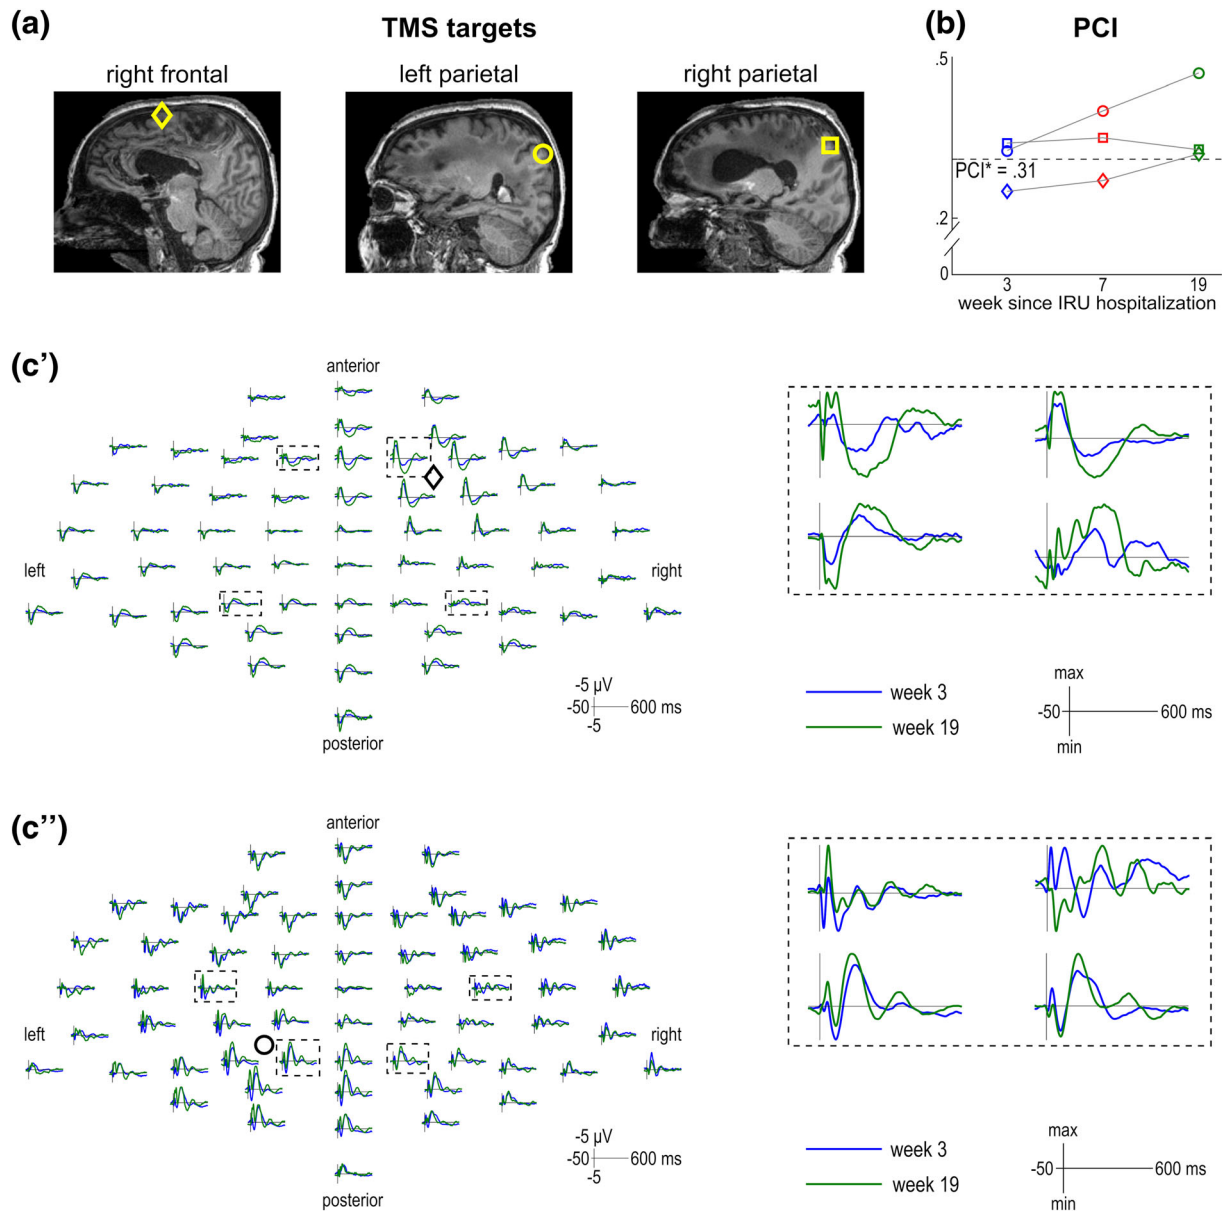 (a)
TMS targets
right frontal
left parietal
right parietal
(b)
PCI
.5
PCI* = .31
.2
0
3
7
19
week since IRU hospitalization
(c')
anterior
left
right
posterior
-5 µV
-50
600 ms
-5
week 3
week 19
max
-50
600 ms
min
(c'')
anterior
left
right
posterior
-5 µV
-50
600 ms
-5
week 3
week 19
max
-50
600 ms
min